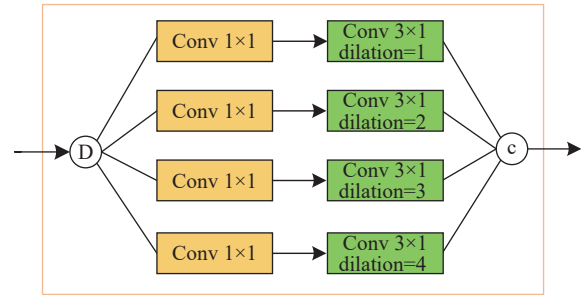 Conv 1×1
Conv 3×1
dilation=1
Conv 1×1
Conv 3×1
dilation=2
D
c
Conv 1×1
Conv 3×1
dilation=3
Conv 1×1
Conv 3×1
dilation=4